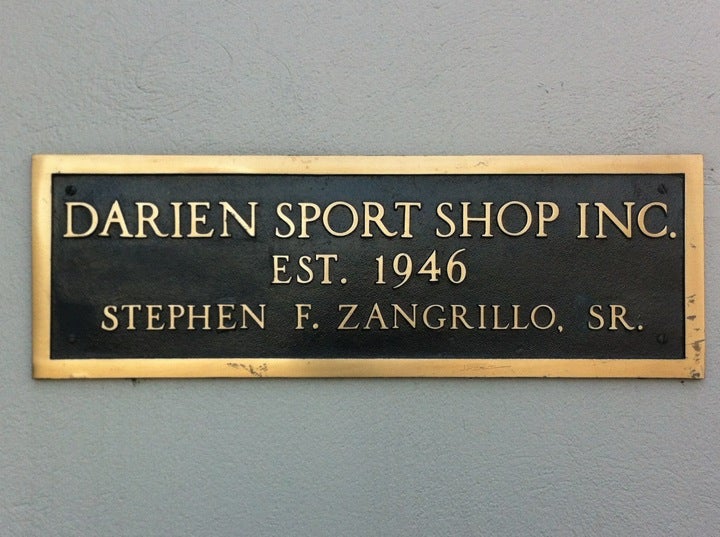 DARIEN SPORT SHOP INC.
EST. 1946
STEPHEN F. ZANGRILLO, SR.